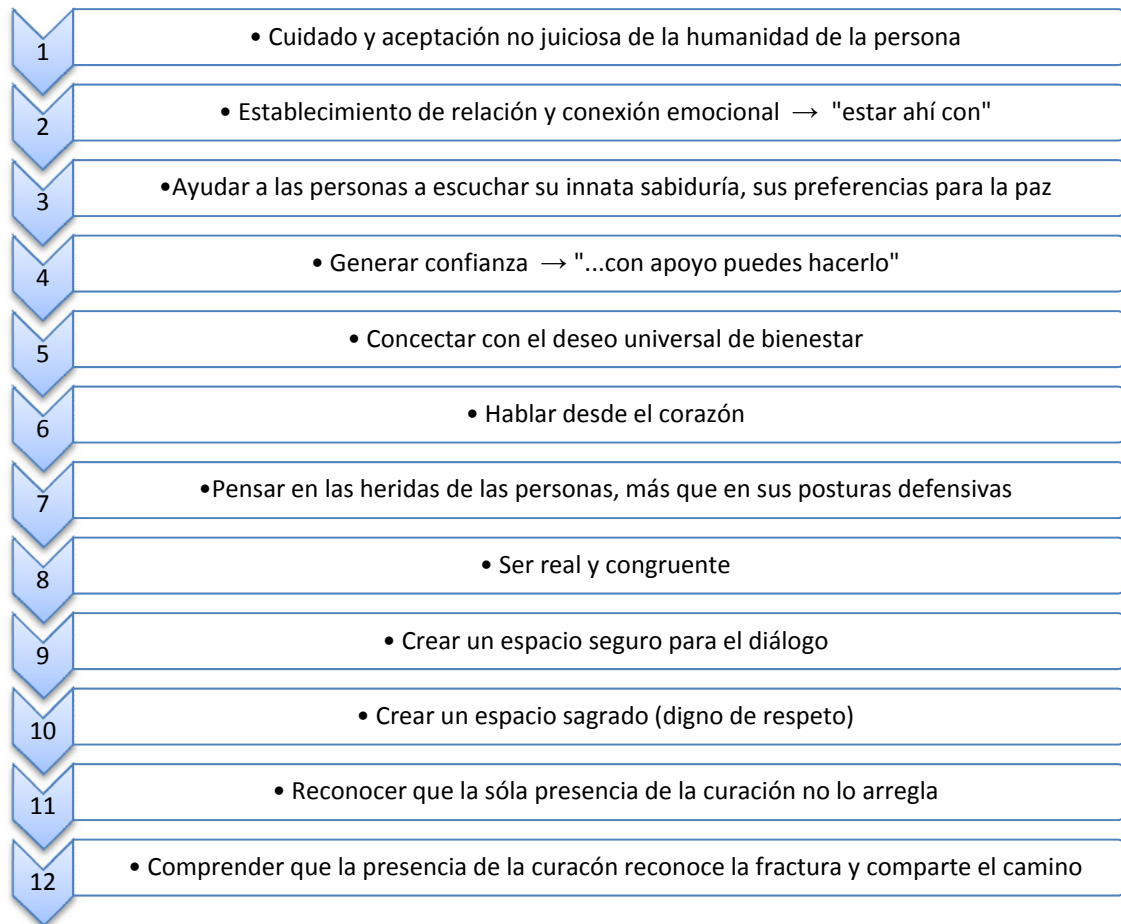 1
• Cuidado y aceptación no juiciosa de la humanidad de la persona
2
• Establecimiento de relación y conexión emocional → "estar ahí con"
3
•Ayudar a las personas a escuchar su innata sabiduría, sus preferencias para la paz
4
• Generar confianza → "...con apoyo puedes hacerlo"
5
• Concectar con el deseo universal de bienestar
6
• Hablar desde el corazón
7
•Pensar en las heridas de las personas, más que en sus posturas defensivas
8
• Ser real y congruente
9
• Crear un espacio seguro para el diálogo
10
• Crear un espacio sagrado (digno de respeto)
11
• Reconocer que la sóla presencia de la curación no lo arregla
12
• Comprender que la presencia de la curacón reconoce la fractura y comparte el camino